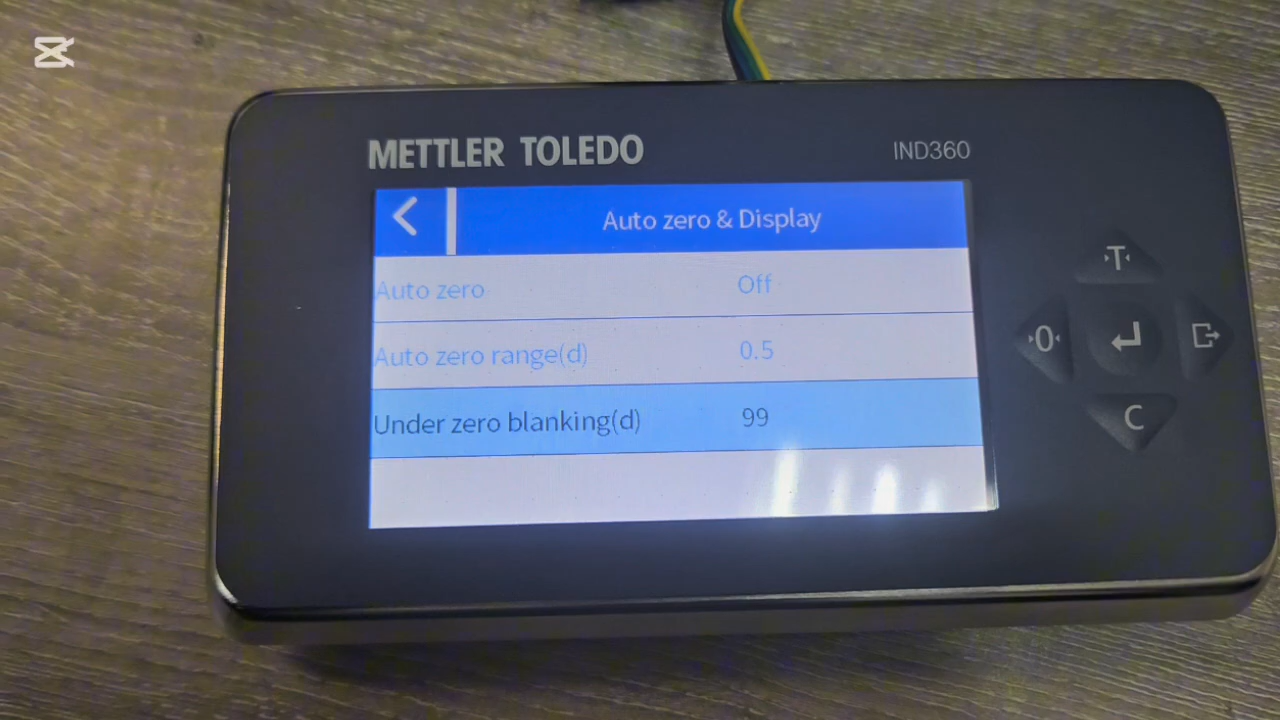 METTLER TOLEDO
IND360
Auto zero & Display
Auto zero Off
Auto zero range(d) 0.5
Under zero blanking(d) 99
T
0
C